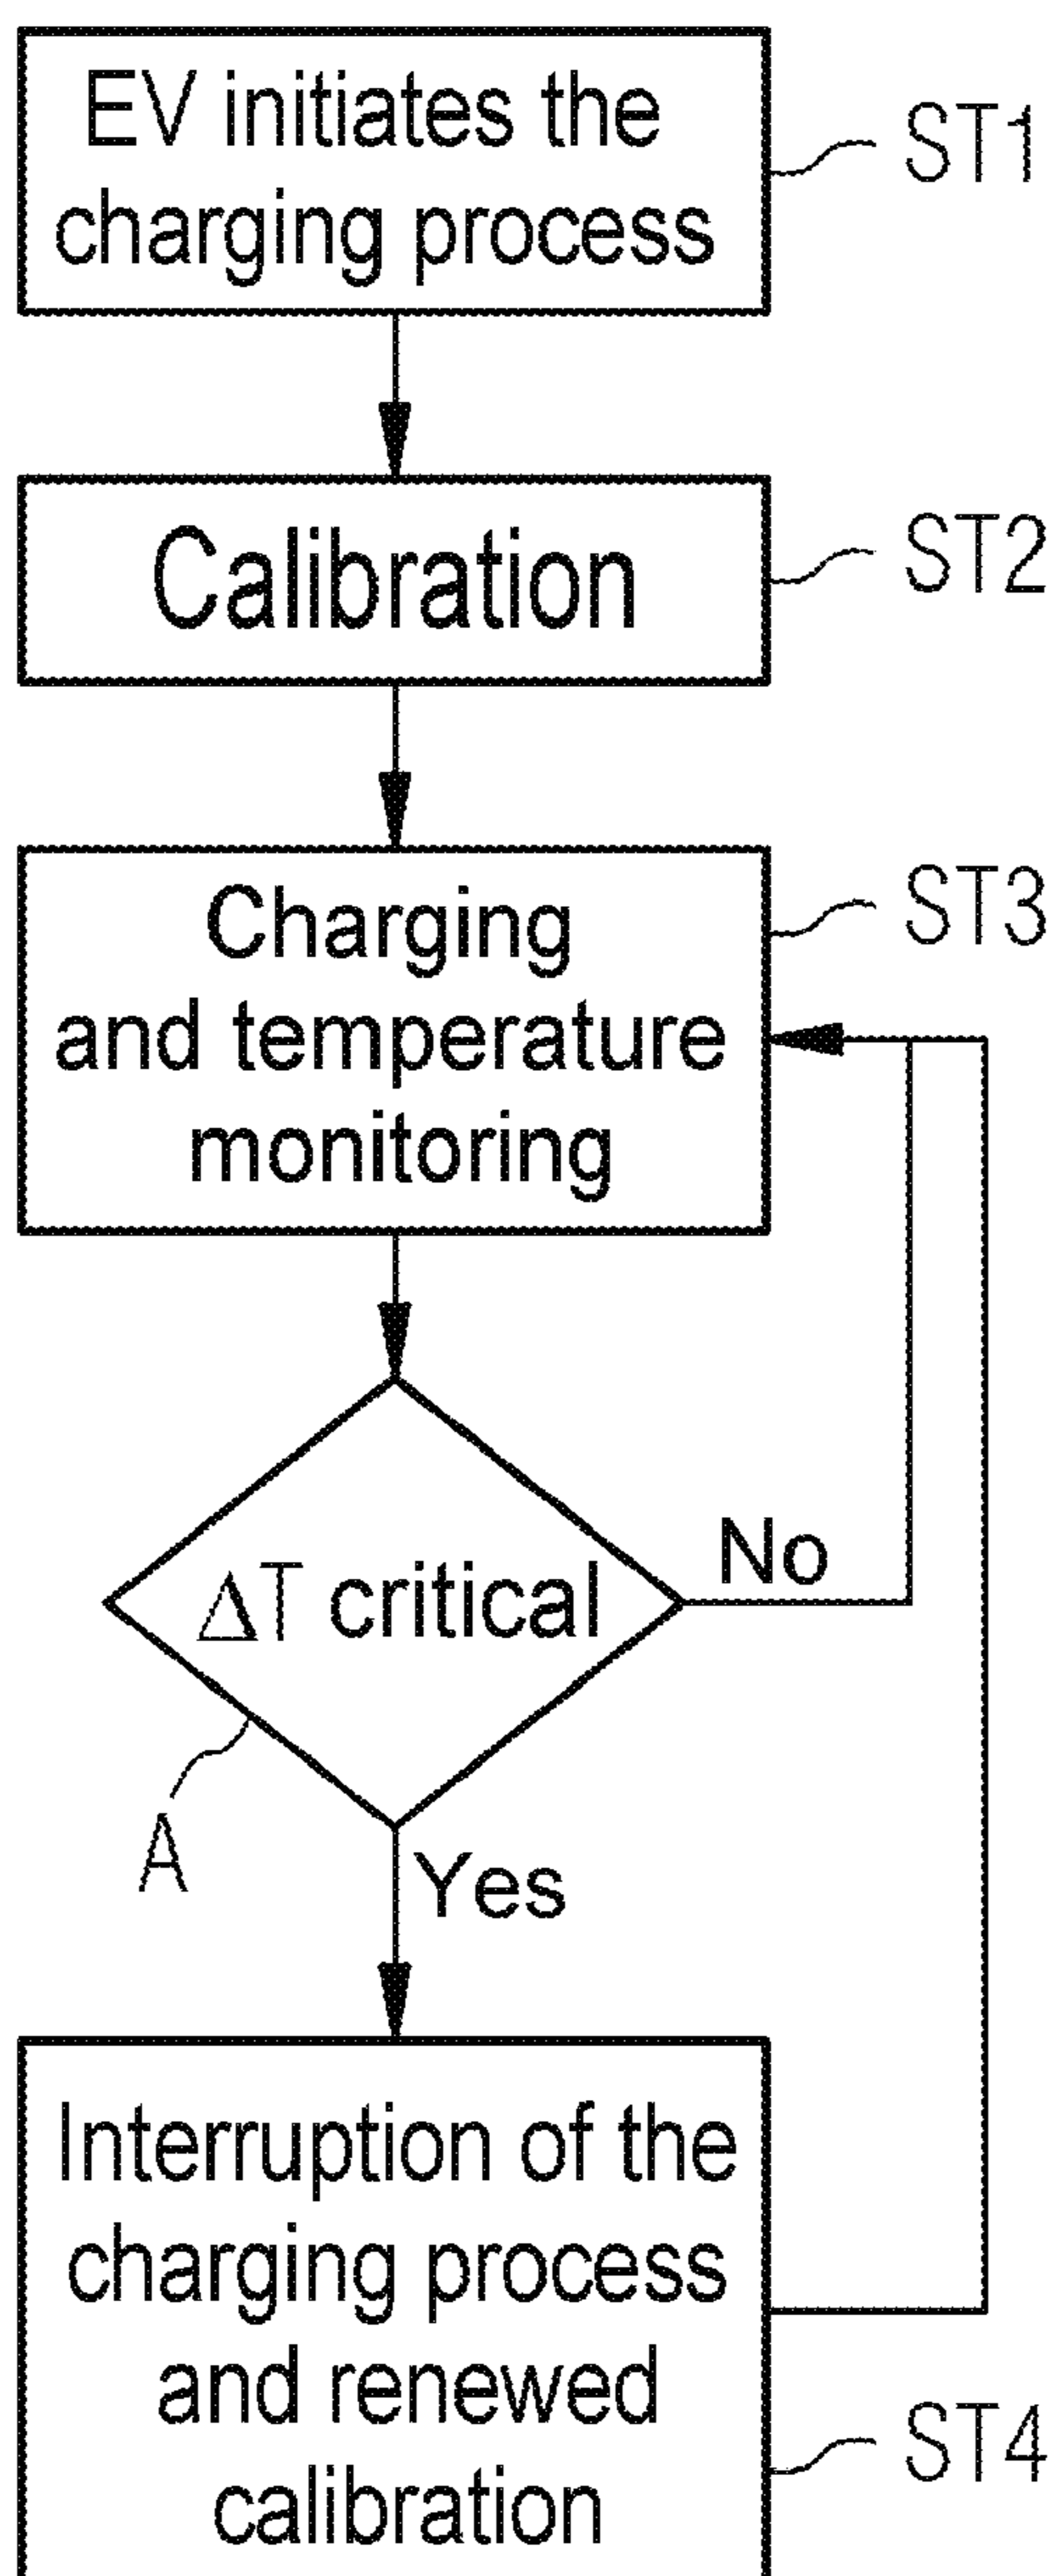 EV initiates the
charging process
ST1
Calibration
ST2
Charging
and temperature
monitoring
ST3
ΔT critical
No
A
Yes
Interruption of the
charging process
and renewed
calibration
ST4